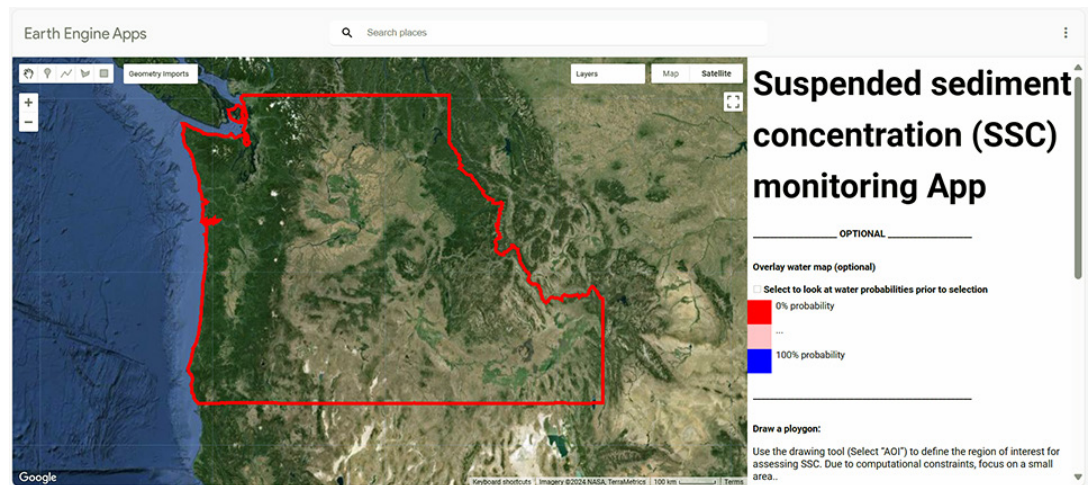 Earth Engine Apps
Search places
Geometry Imports
Layers
Map
Satellite
+
−
Google
Keyboard shortcuts
Imagery ©2024 NASA, TerraMetrics
100 km
Terms
Suspended sediment
concentration (SSC)
monitoring App
____________________ OPTIONAL ____________________
Overlay water map (optional)
Select to look at water probabilities prior to selection
0% probability
...
100% probability
Draw a ploygon:
Use the drawing tool (Select "AOI") to define the region of interest for
assessing SSC. Due to computational constraints, focus on a small
area..